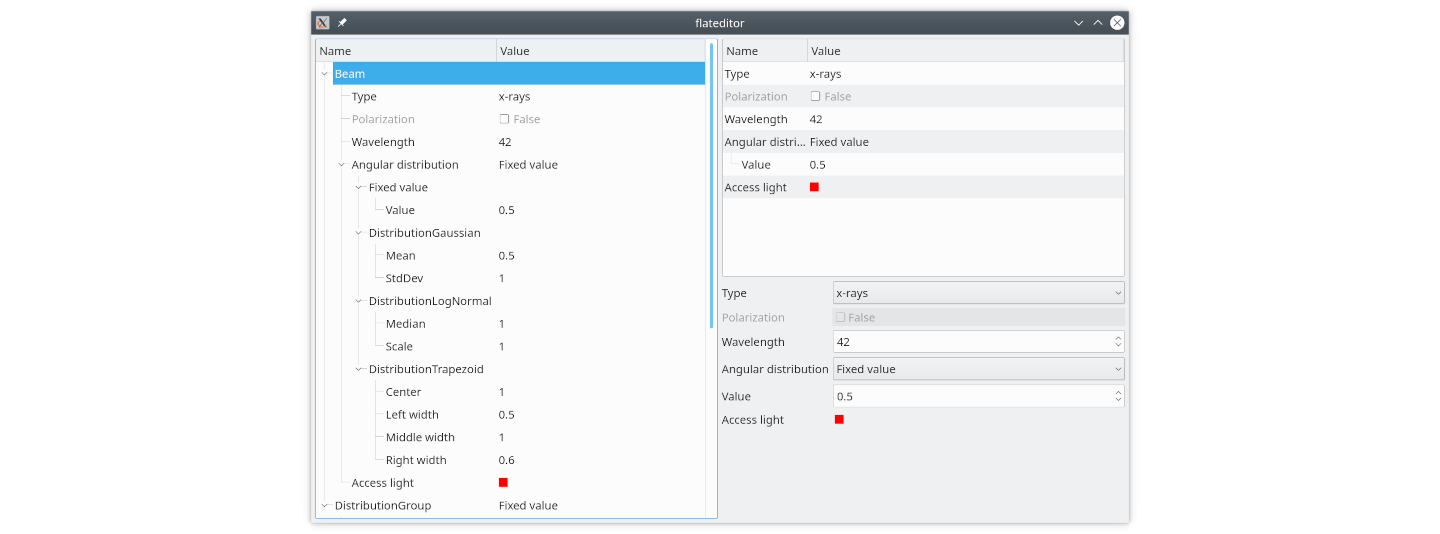 flateditor
Name Value
Beam
Type x-rays
Polarization False
Wavelength 42
Angular distribution Fixed value
Fixed value
Value 0.5
DistributionGaussian
Mean 0.5
StdDev 1
DistributionLogNormal
Median 1
Scale 1
DistributionTrapezoid
Center 1
Left width 0.5
Middle width 1
Right width 0.6
Access light
DistributionGroup Fixed value
Name Value
Type x-rays
Polarization False
Wavelength 42
Angular distri... Fixed value
Value 0.5
Access light
Type x-rays
Polarization False
Wavelength 42
Angular distribution Fixed value
Value 0.5
Access light